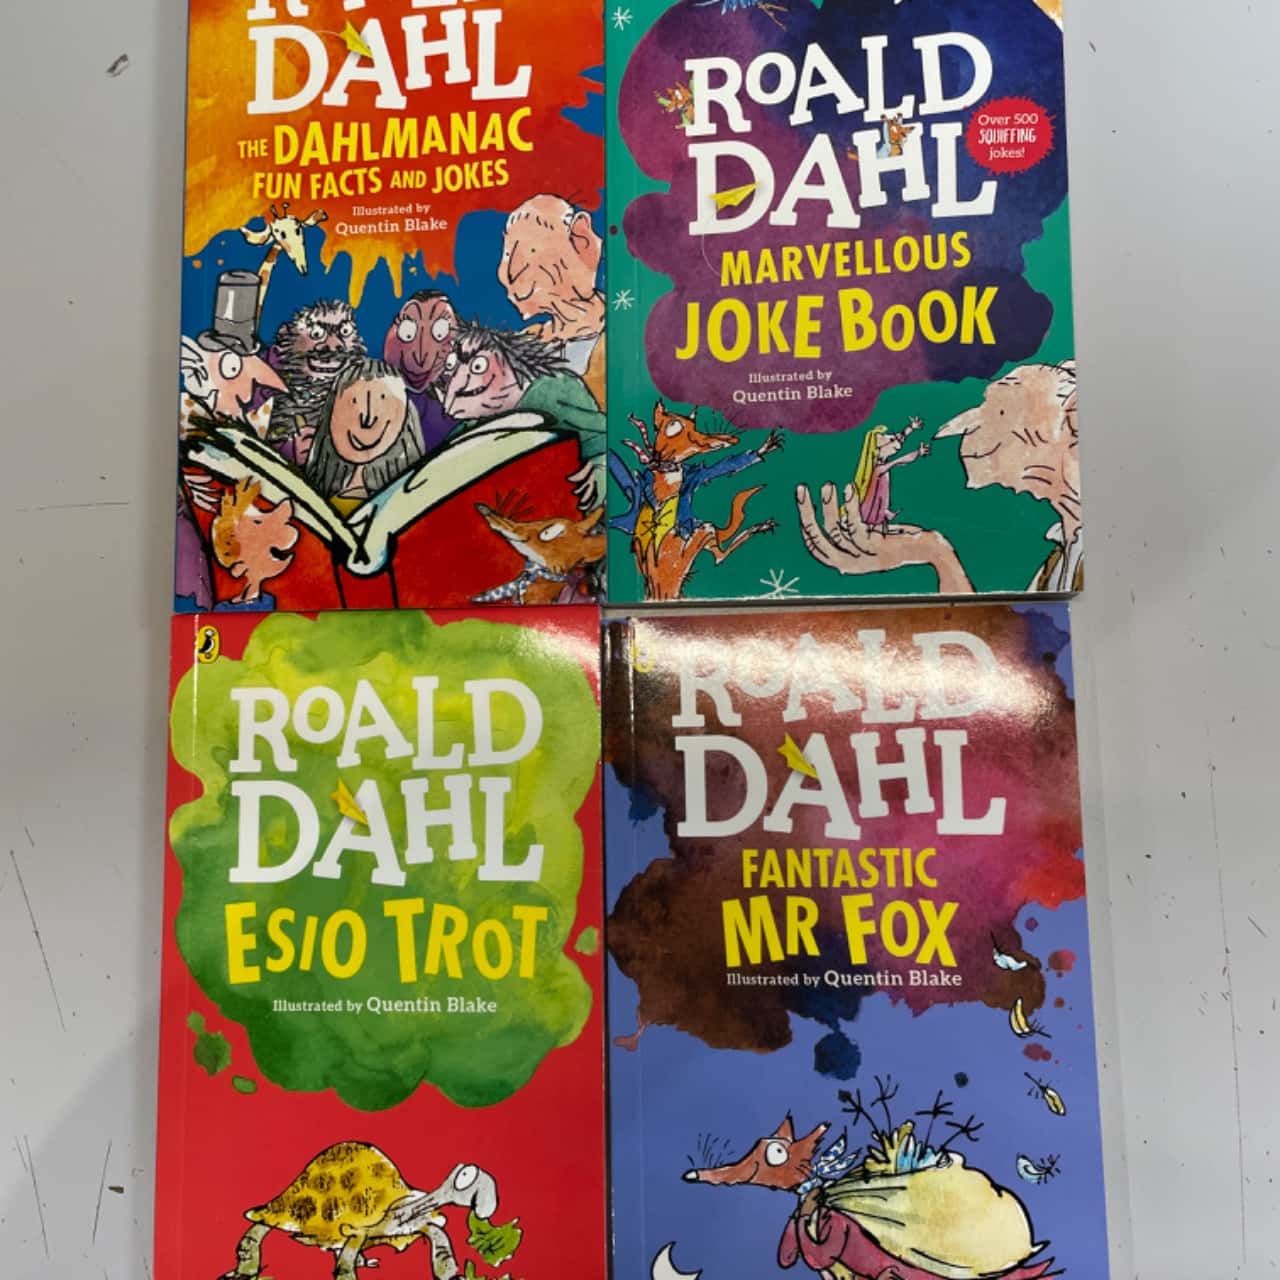 ROALD
DAHL
THE DAHLMANAC
FUN FACTS AND JOKES
Illustrated by
Quentin Blake
ROALD
DAHL
Over 500
SQUIFFING
jokes!
MARVELLOUS
JOKE BOOK
Illustrated by
Quentin Blake
ROALD
DAHL
ESIO TROT
Illustrated by Quentin Blake
ROALD
DAHL
FANTASTIC
MR FOX
Illustrated by Quentin Blake